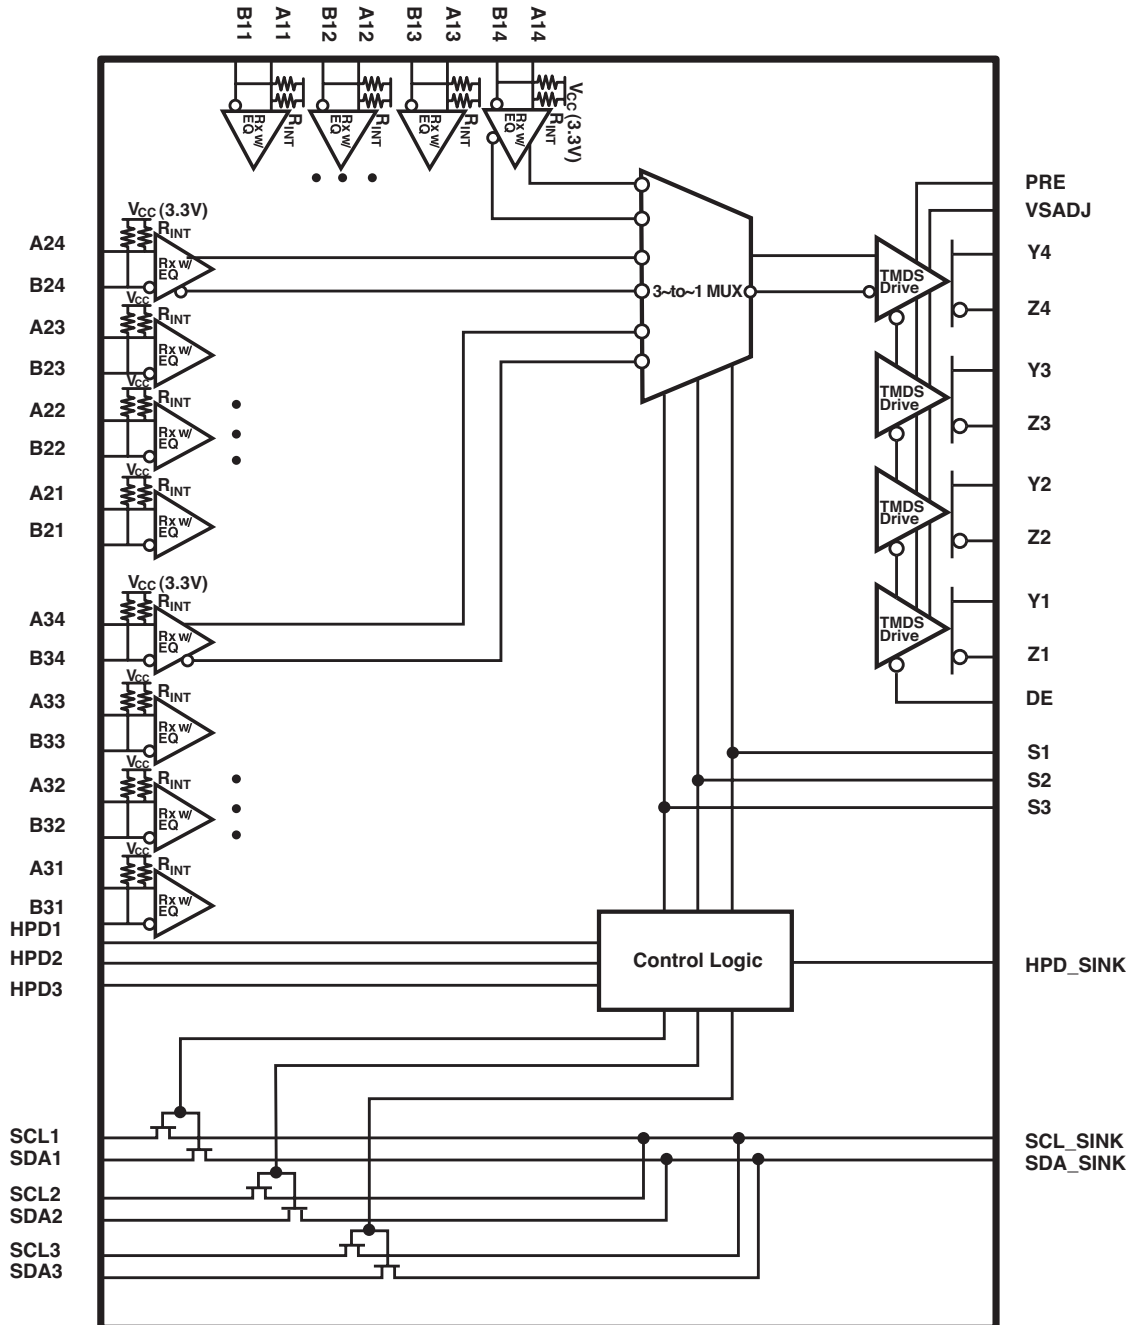 B11 A11 B12 A12 B13 A13 B14 A14
VCC (3.3V)
RINT RINT RINT RINT
Rx w/ EQ Rx w/ EQ Rx w/ EQ Rx w/ EQ
A24
B24
VCC (3.3V)
RINT
Rx w/
EQ
A23
B23
VCC
RINT
Rx w/
EQ
A22
B22
VCC
RINT
Rx w/
EQ
A21
B21
VCC
RINT
Rx w/
EQ
A34
B34
VCC (3.3V)
RINT
Rx w/
EQ
A33
B33
VCC
RINT
Rx w/
EQ
A32
B32
VCC
RINT
Rx w/
EQ
A31
B31
VCC
RINT
Rx w/
EQ
3~to~1 MUX
PRE
VSADJ
TMDS
Drive
Y4
Z4
TMDS
Drive
Y3
Z3
TMDS
Drive
Y2
Z2
TMDS
Drive
Y1
Z1
DE
S1
S2
S3
HPD1
HPD2
HPD3
Control Logic
HPD_SINK
SCL1
SDA1
SCL2
SDA2
SCL3
SDA3
SCL_SINK
SDA_SINK